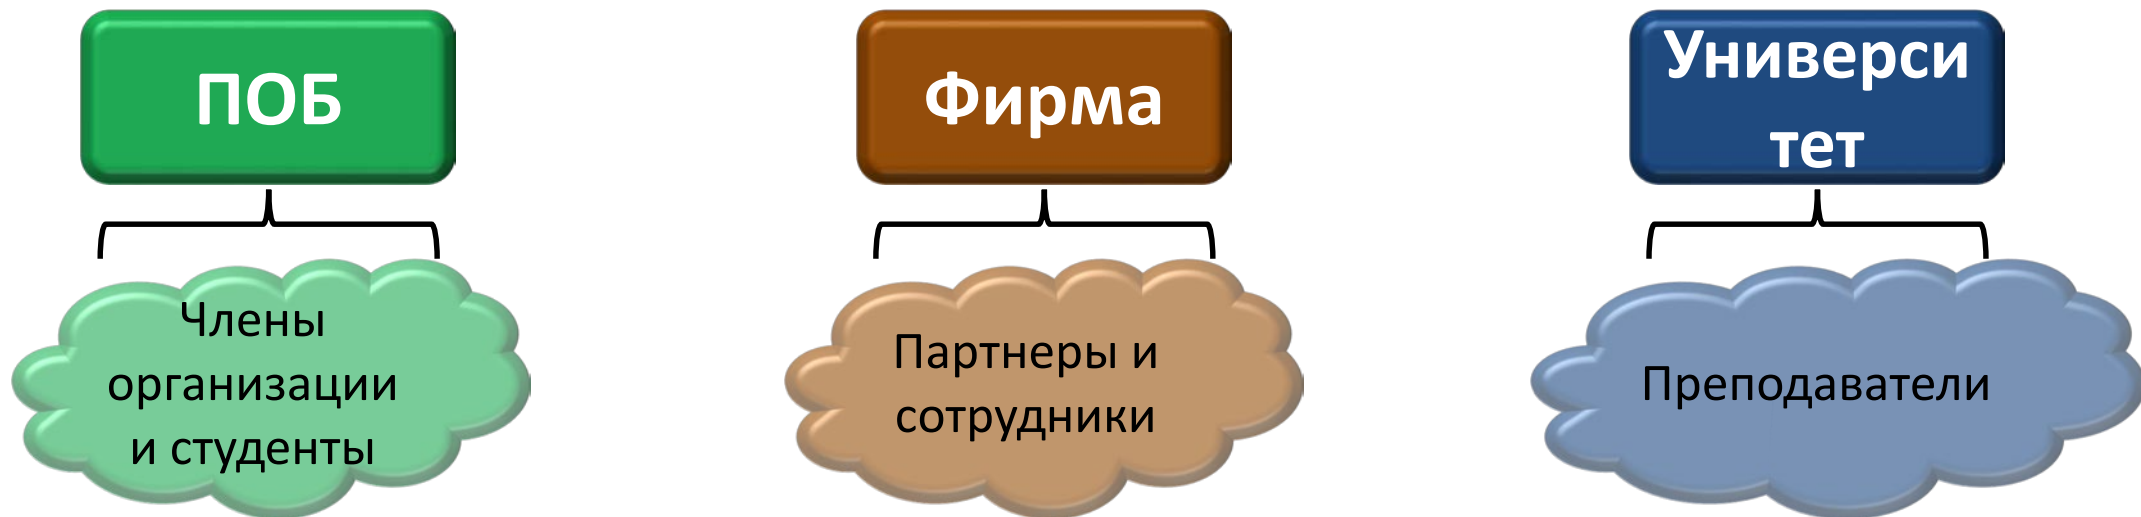 ПОБ
Фирма
Универси
тет
Члены
организации
и студенты
Партнеры и
сотрудники
Преподаватели